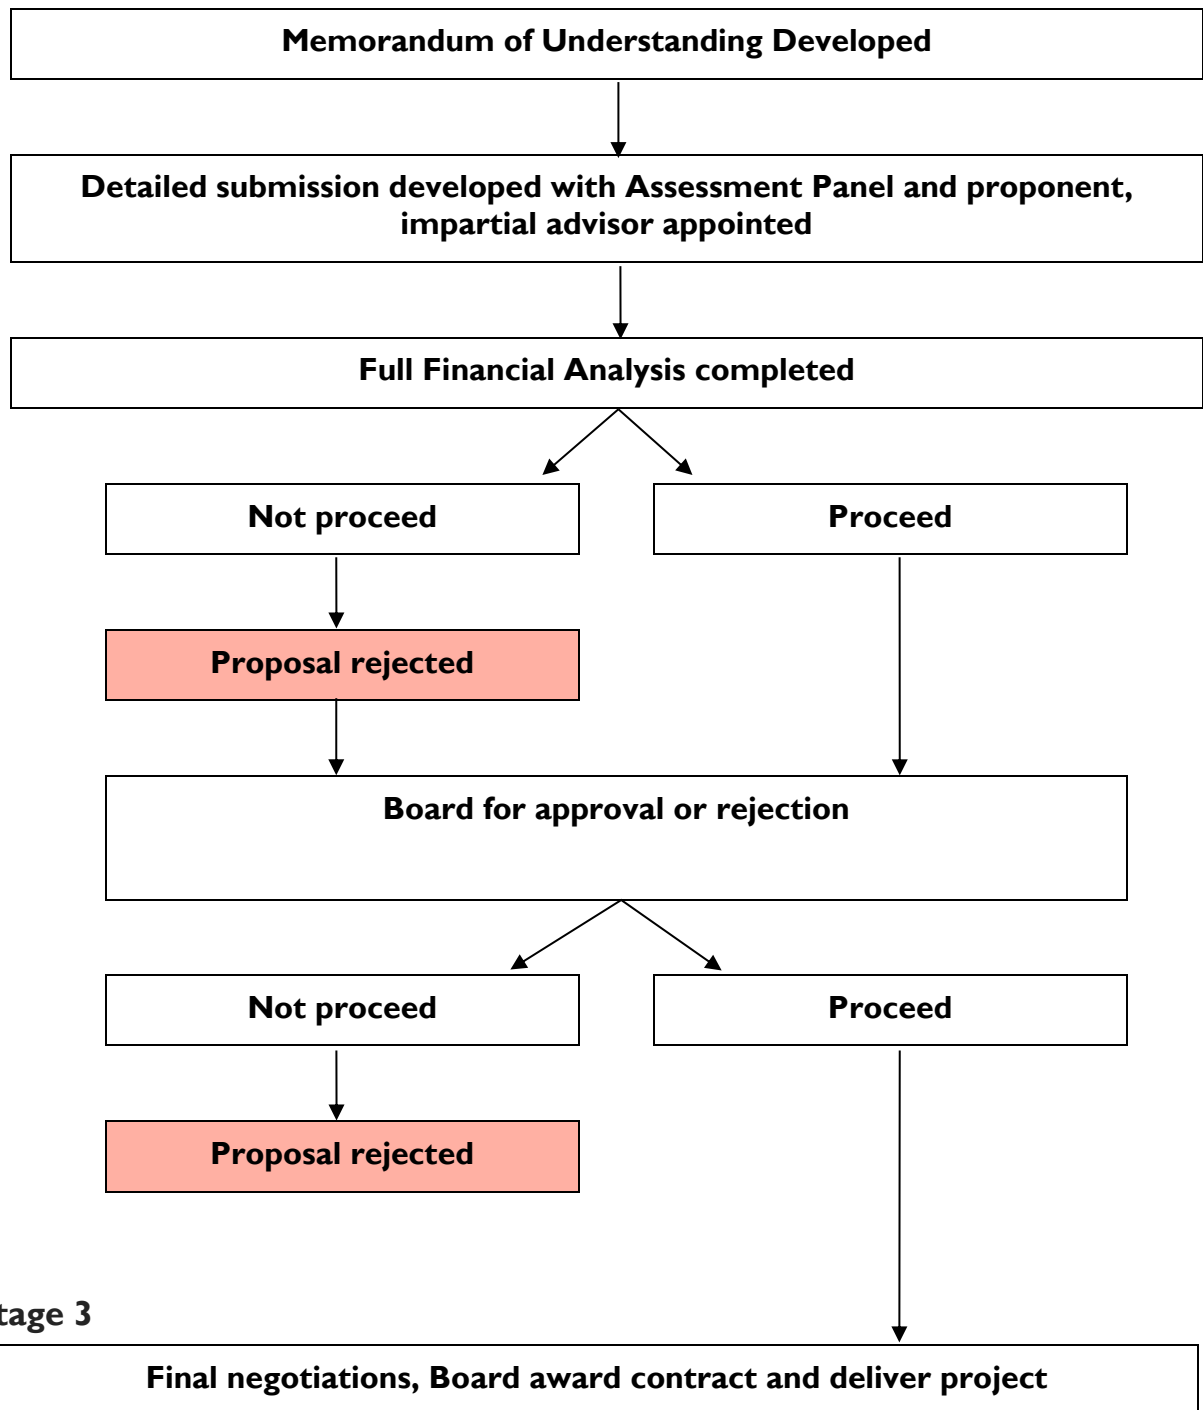 Memorandum of Understanding Developed
Detailed submission developed with Assessment Panel and proponent,
impartial advisor appointed
Full Financial Analysis completed
Not proceed
Proceed
Proposal rejected
Board for approval or rejection
Not proceed
Proceed
Proposal rejected
tage 3
Final negotiations, Board award contract and deliver project